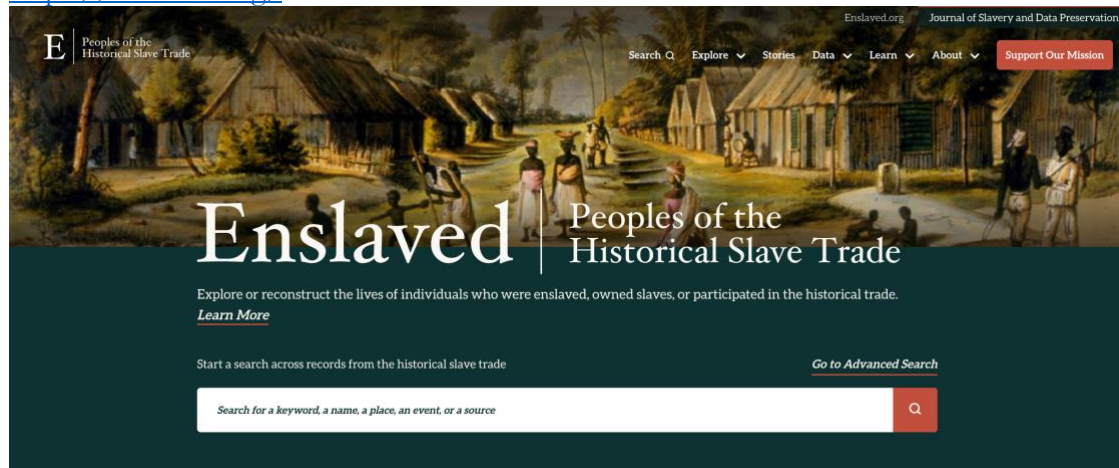 Enslaved.org Journal of Slavery and Data Preservation
E Peoples of the
Historical Slave Trade
Search Explore Stories Data Learn About Support Our Mission
Enslaved
Peoples of the
Historical Slave Trade
Explore or reconstruct the lives of individuals who were enslaved, owned slaves, or participated in the historical trade.
Learn More
Start a search across records from the historical slave trade
Go to Advanced Search
Search for a keyword, a name, a place, an event, or a source